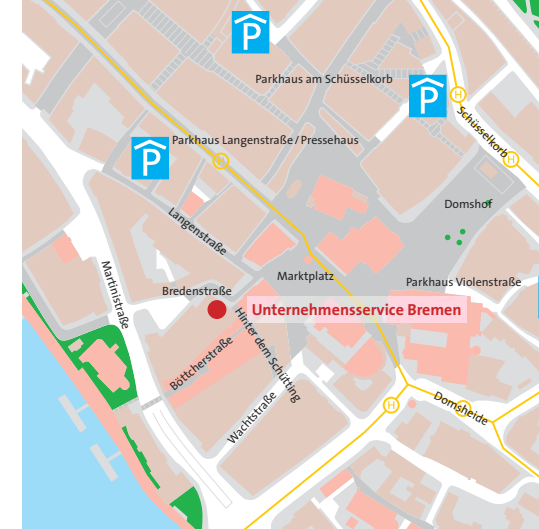 P
Parkhaus am Schüsselkorb
P
H
Schüsselkorb
Parkhaus Langenstraße / Pressehaus
P
H
H
Domshof
Langenstraße
Marktplatz
Martinistraße
Bredenstraße
Parkhaus Violenstraße
Unternehmensservice Bremen
Hinter dem Schütting
Böttcherstraße
Wachtstraße
H
Domsheide
H